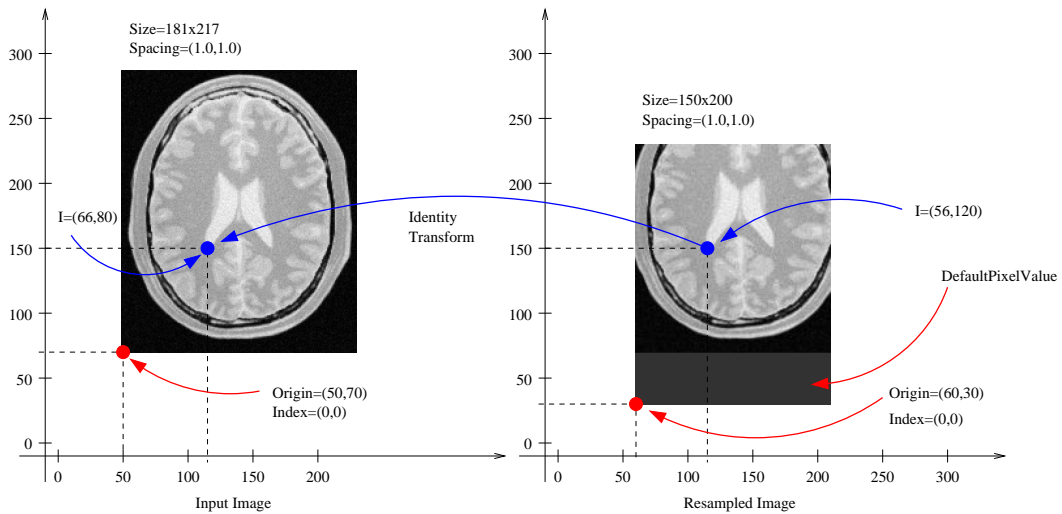 Size=181x217
Spacing=(1.0,1.0)
300
250
200
150
100
50
0
I=(66,80)
Origin=(50,70)
Index=(0,0)
0
50
100
150
200
Input Image
Identity
Transform
Size=150x200
Spacing=(1.0,1.0)
300
250
200
150
100
50
0
I=(56,120)
DefaultPixelValue
Origin=(60,30)
Index=(0,0)
0
50
100
150
200
250
300
Resampled Image